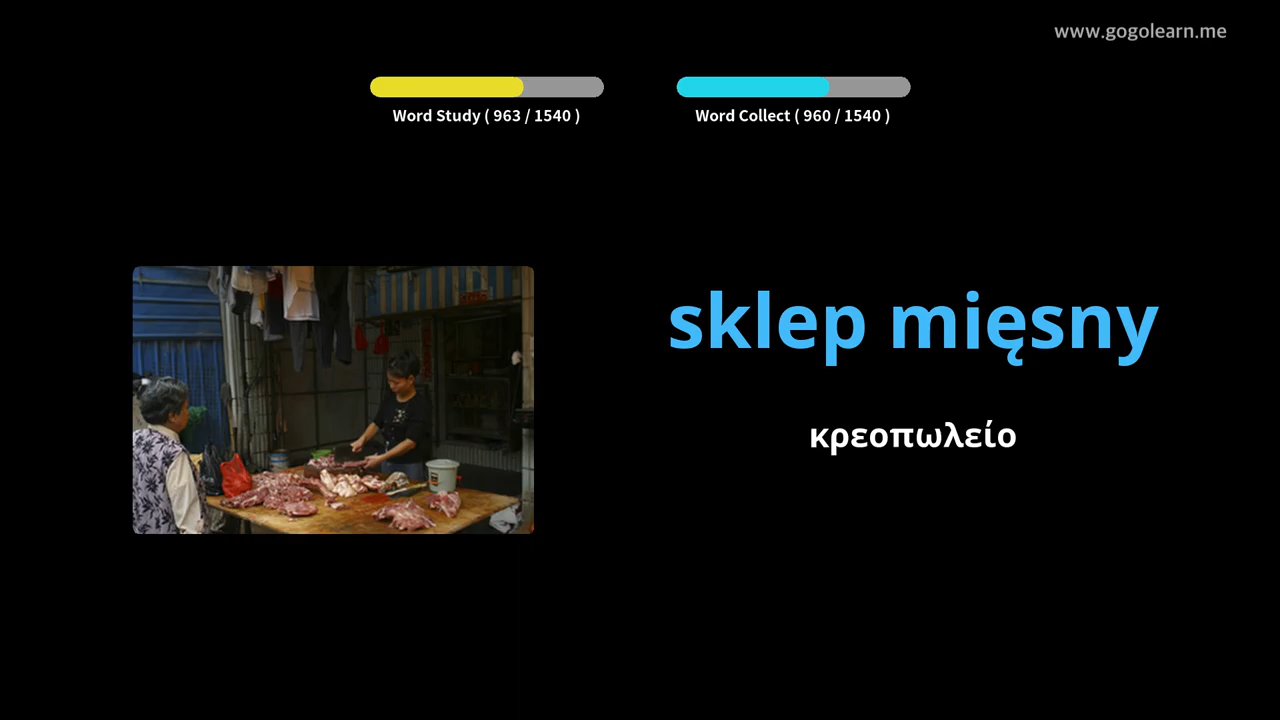 www.gogolearn.me
Word Study ( 963 / 1540 )
Word Collect ( 960 / 1540 )
sklep mięsny
κρεοπωλείο